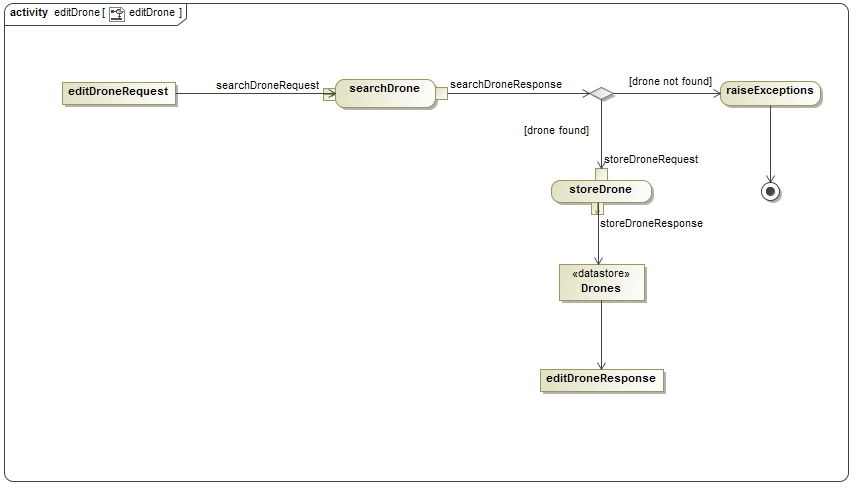 activity editDrone [ editDrone ]
editDroneRequest
searchDroneRequest
searchDrone
searchDroneResponse
[drone not found]
raiseExceptions
[drone found]
storeDroneRequest
storeDrone
storeDroneResponse
«datastore»
Drones
editDroneResponse